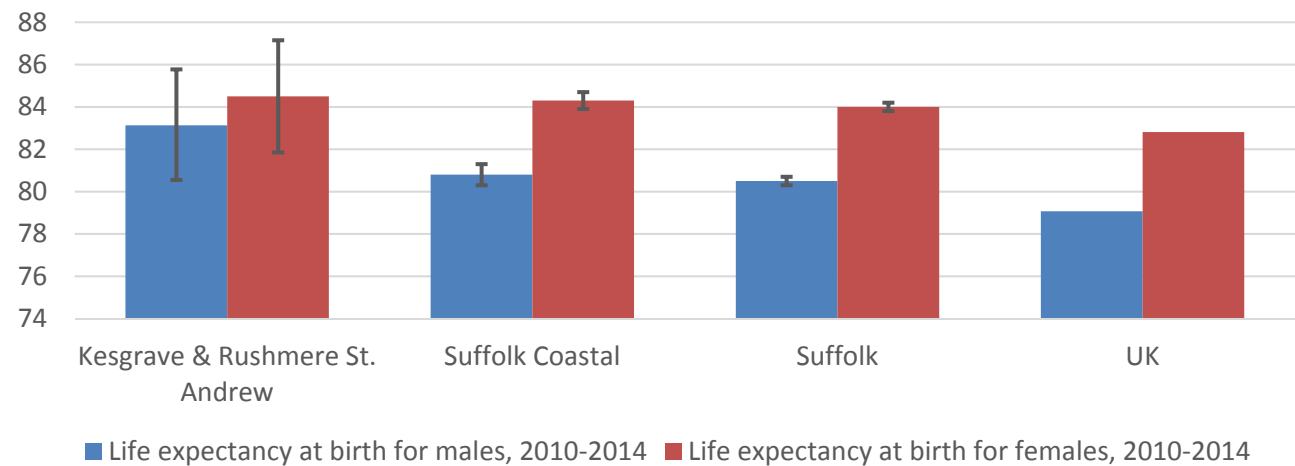 88
86
84
82
80
78
76
74
Kesgrave & Rushmere St.
Andrew
Suffolk Coastal
Suffolk
UK
Life expectancy at birth for males, 2010-2014
Life expectancy at birth for females, 2010-2014